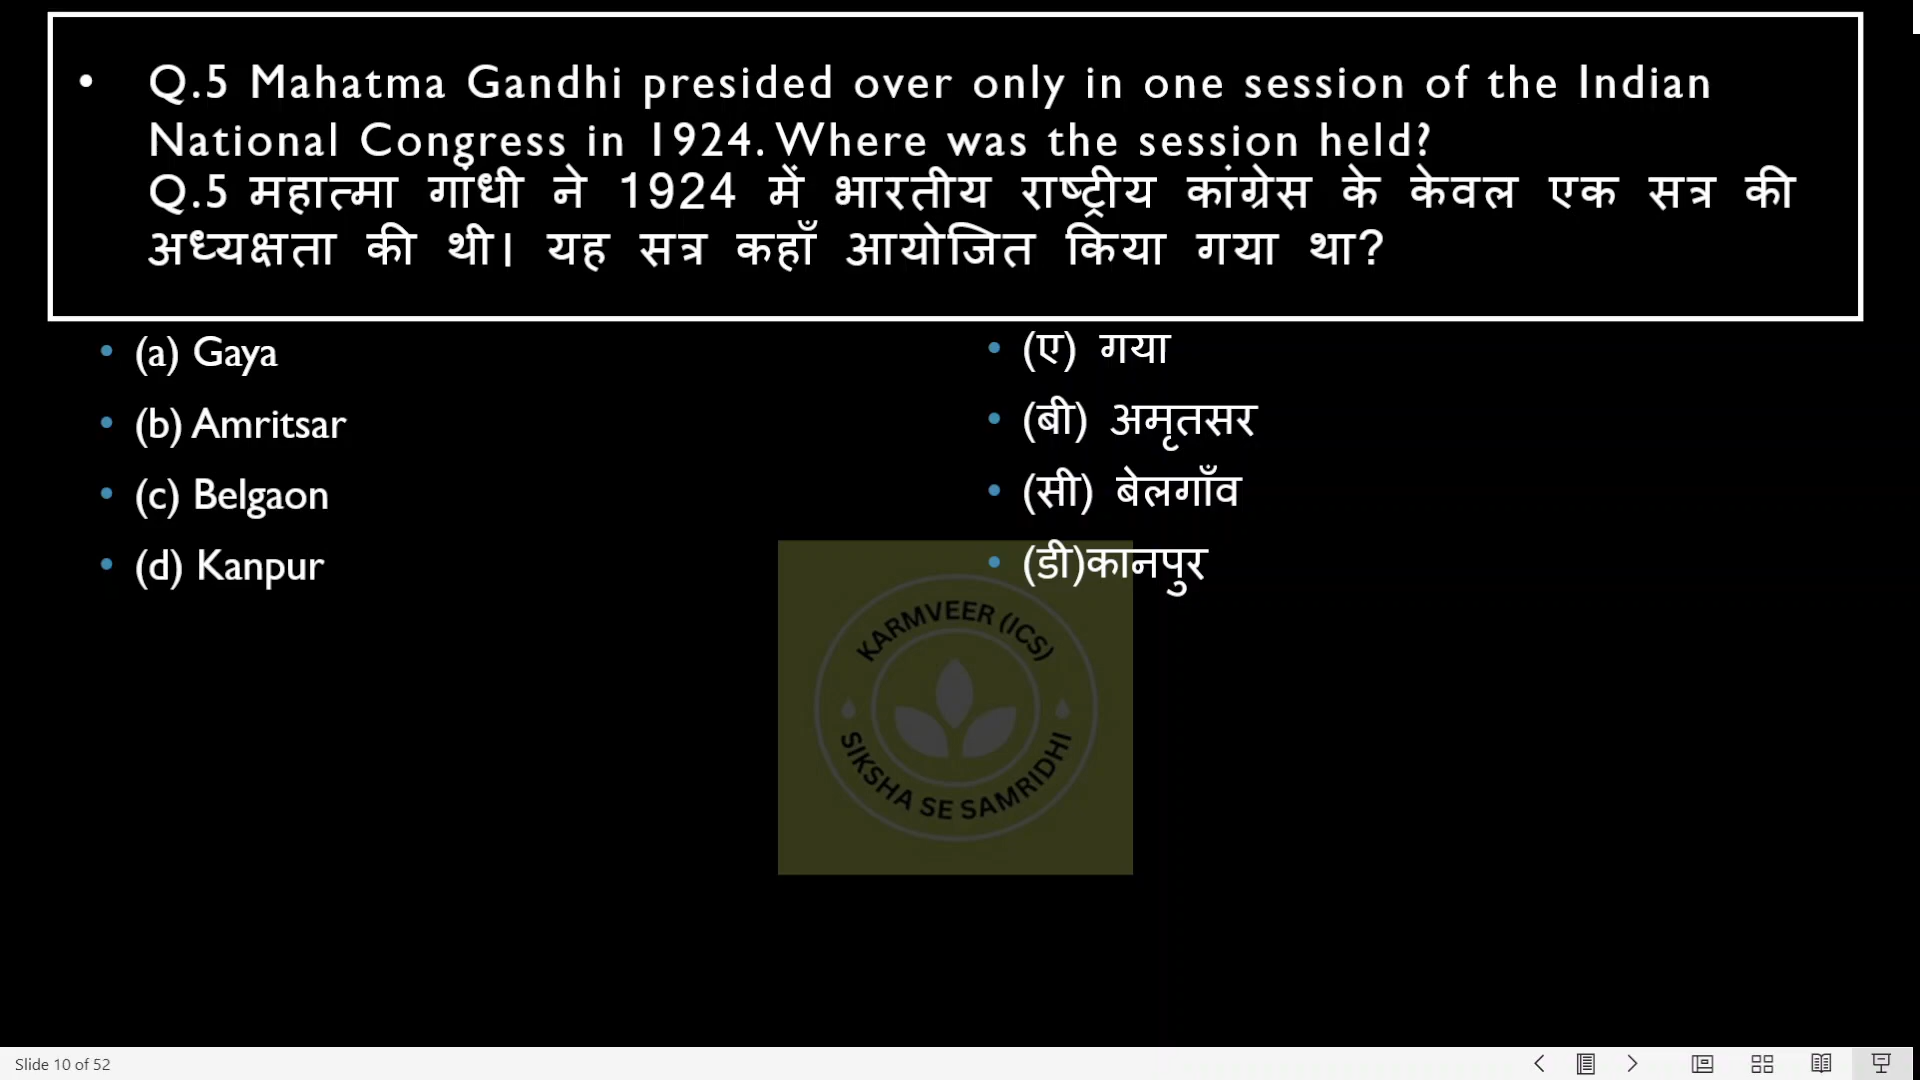 • Q.5 Mahatma Gandhi presided over only in one session of the Indian
National Congress in 1924. Where was the session held?
Q.5 महात्मा गांधी ने 1924 में भारतीय राष्ट्रीय कांग्रेस के केवल एक सत्र की
अध्यक्षता की थी। यह सत्र कहाँ आयोजित किया गया था?
• (a) Gaya
• (b) Amritsar
• (c) Belgaon
• (d) Kanpur
• (ए) गया
• (बी) अमृतसर
• (सी) बेलगाँव
• (डी)कानपुर
KARMVEER (ICS)
SIKSHA SE SAMRIDHI
Slide 10 of 52